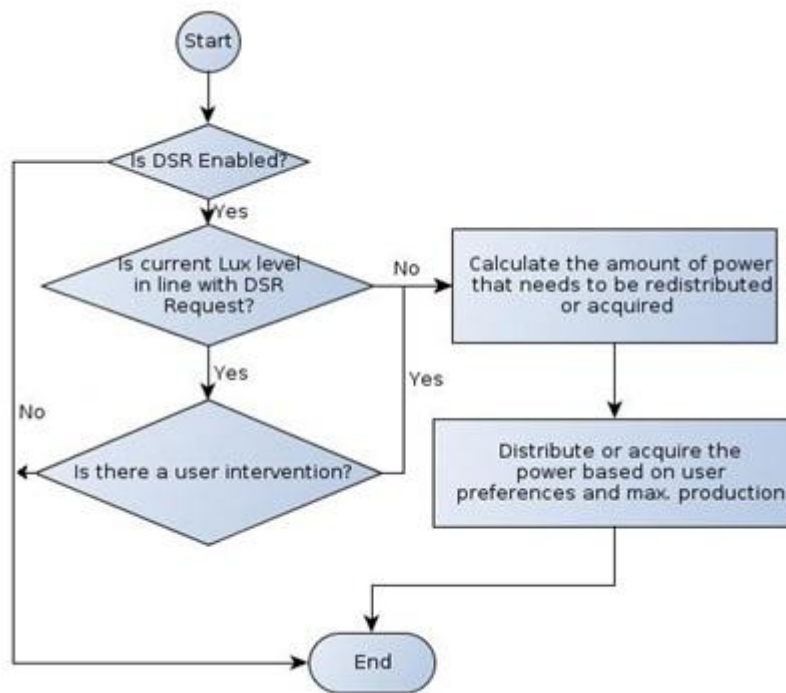 Start
Is DSR Enabled?
Yes
Is current Lux level
in line with DSR
Request?
No
Calculate the amount of power
that needs to be redistributed
or acquired
Yes
Yes
No
Is there a user intervention?
Distribute or acquire the
power based on user
preferences and max. production
End